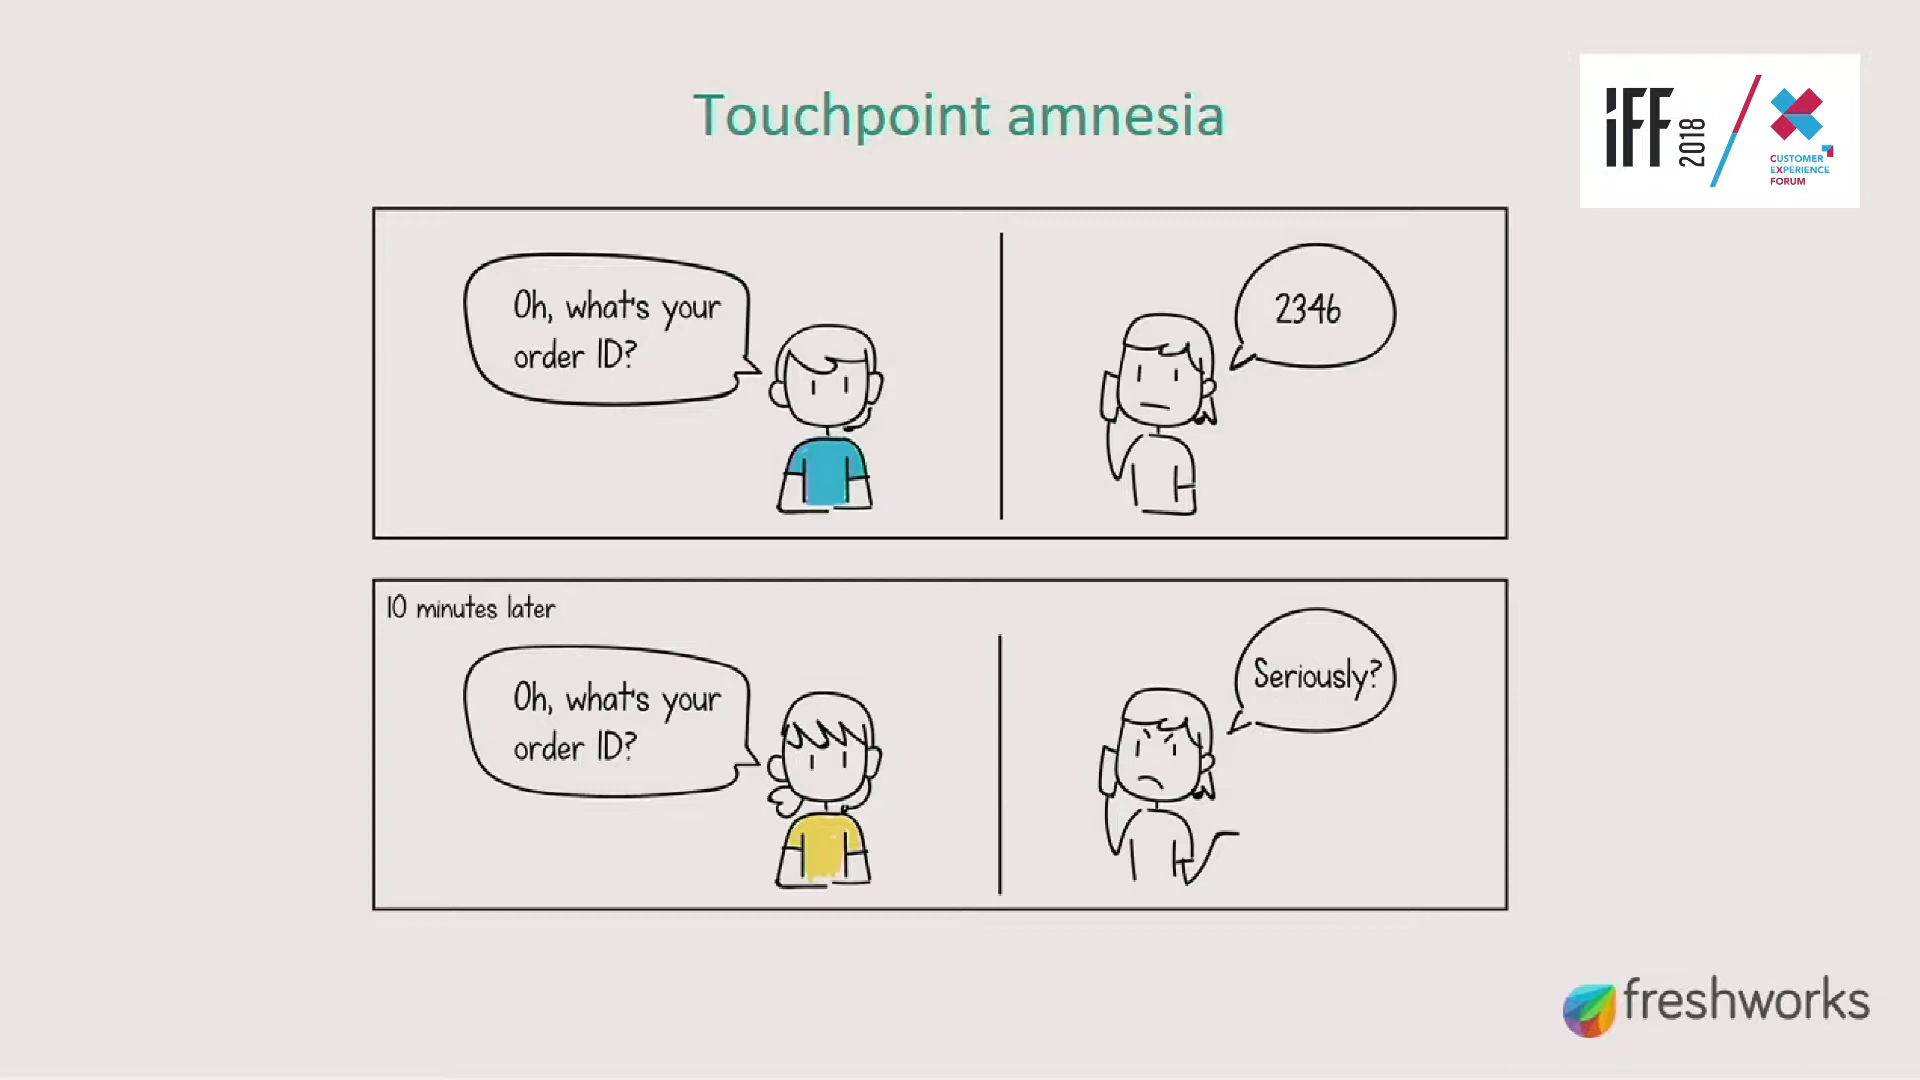 Touchpoint amnesia
iFF 2018
CUSTOMER
EXPERIENCE
FORUM
Oh, what's your
order ID?
2346
10 minutes later
Oh, what's your
order ID?
Seriously?
freshworks